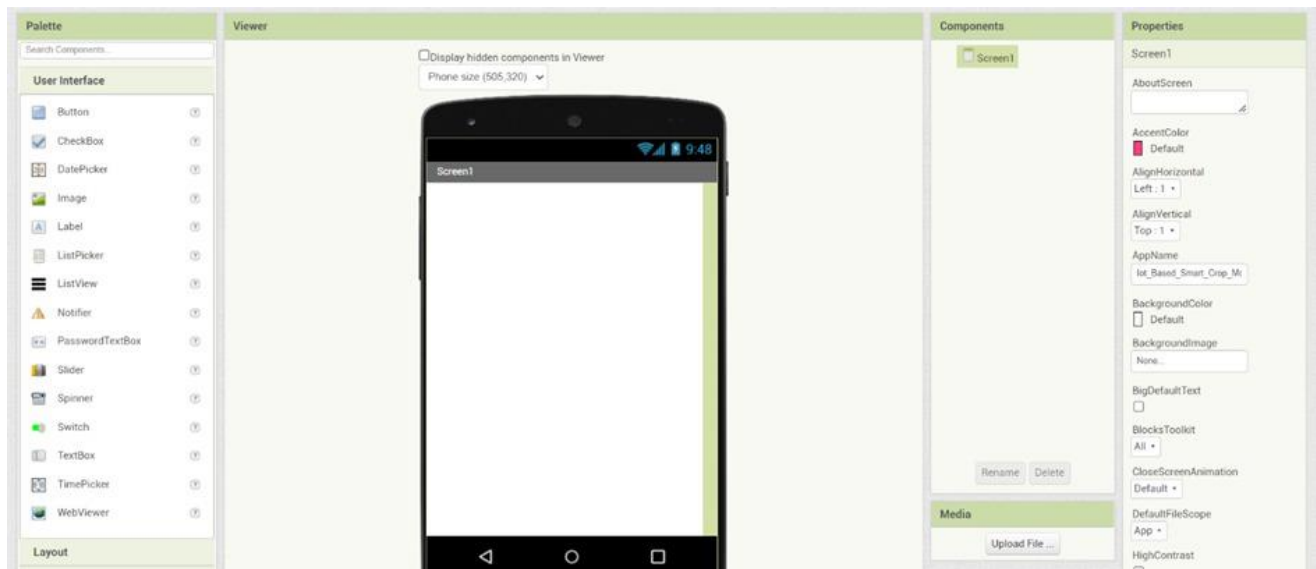 Palette
Search Components...
User Interface
Button
CheckBox
DatePicker
Image
Label
ListPicker
ListView
Notifier
PasswordTextBox
Slider
Spinner
Switch
TextBox
TimePicker
WebViewer
Layout
Viewer
Display hidden components in Viewer
Phone size (505,320)
9:48
Screen1
Components
Screen1
Rename Delete
Media
Upload File ...
Properties
Screen1
AboutScreen
AccentColor
Default
AlignHorizontal
Left : 1
AlignVertical
Top : 1
AppName
Iot_Based_Smart_Crop_Mc
BackgroundColor
Default
BackgroundImage
None...
BigDefaultText
BlocksToolkit
All
CloseScreenAnimation
Default
DefaultFileScope
App
HighContrast